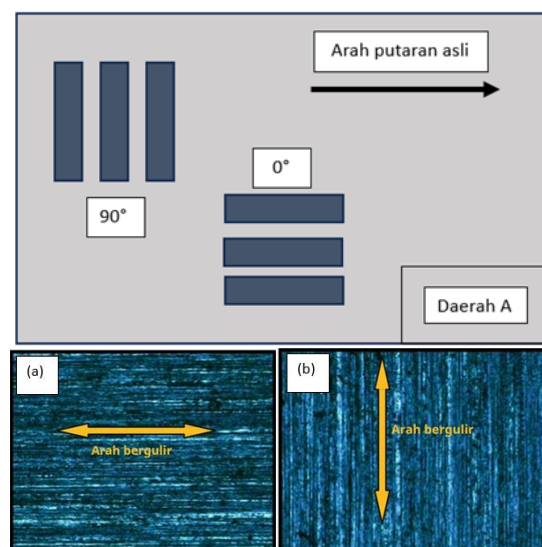 Arah putaran asli
0°
90°
Daerah A
(a)
(b)
Arah bergulir
Arah bergulir